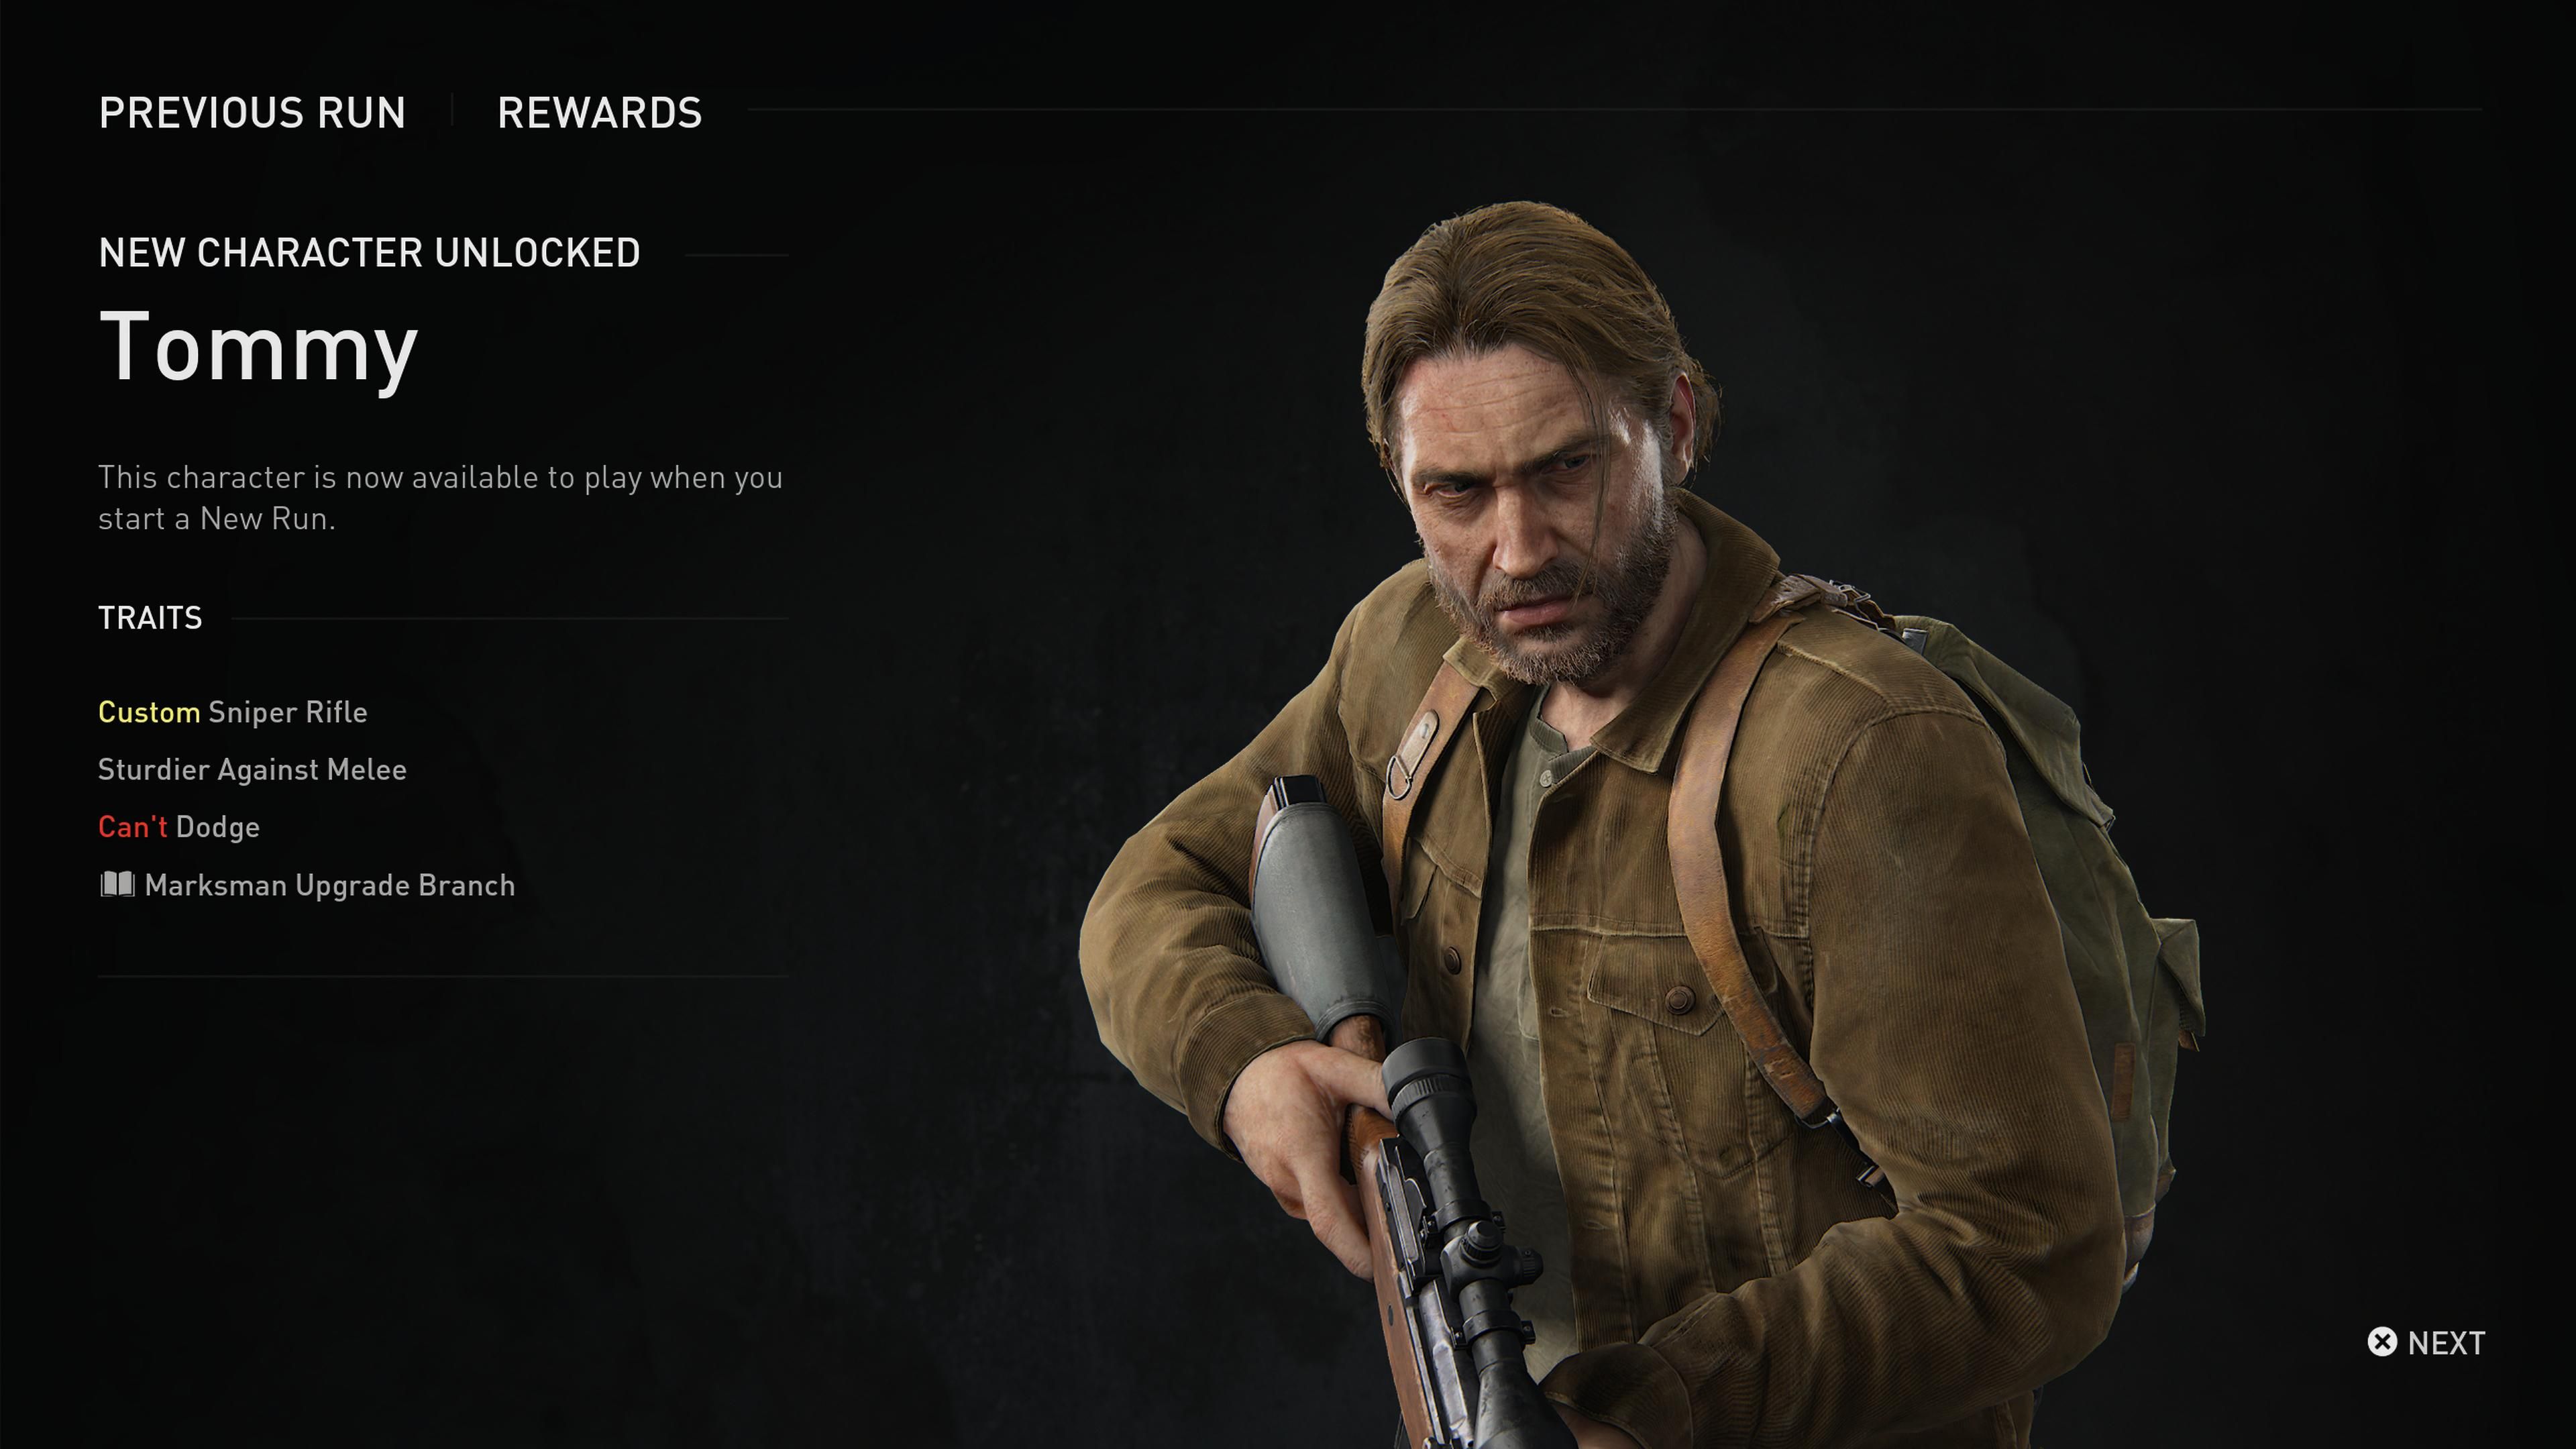 PREVIOUS RUN
REWARDS
NEW CHARACTER UNLOCKED
Tommy
This character is now available to play when you
start a New Run.
TRAITS
Custom Sniper Rifle
Sturdier Against Melee
Can't Dodge
Marksman Upgrade Branch
NEXT